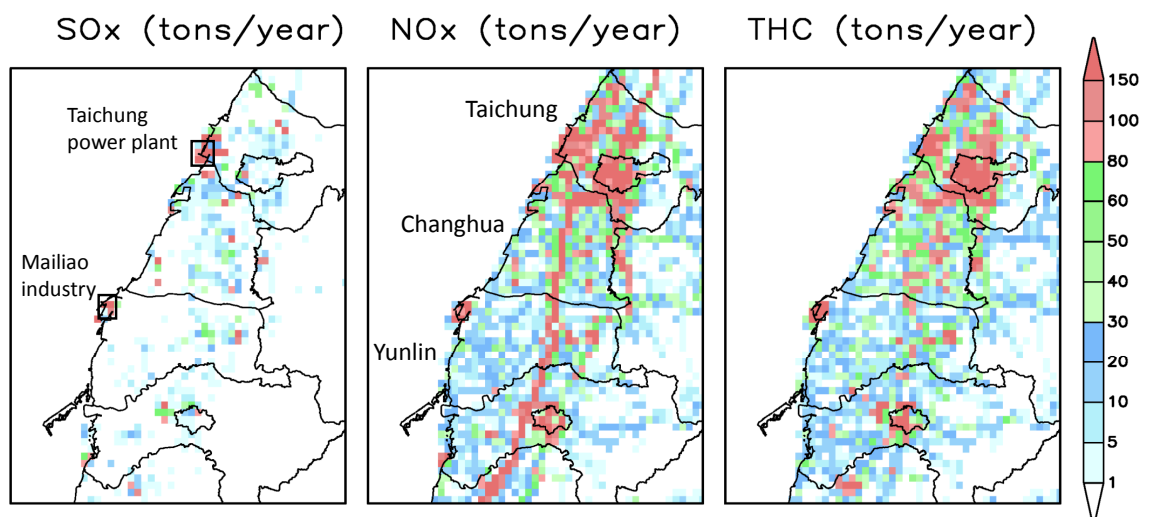 SOx (tons/year)
NOx (tons/year)
THC (tons/year)
Taichung
power plant
Mailiao
industry
Taichung
Changhua
Yunlin
150
100
80
60
50
40
30
20
10
5
1